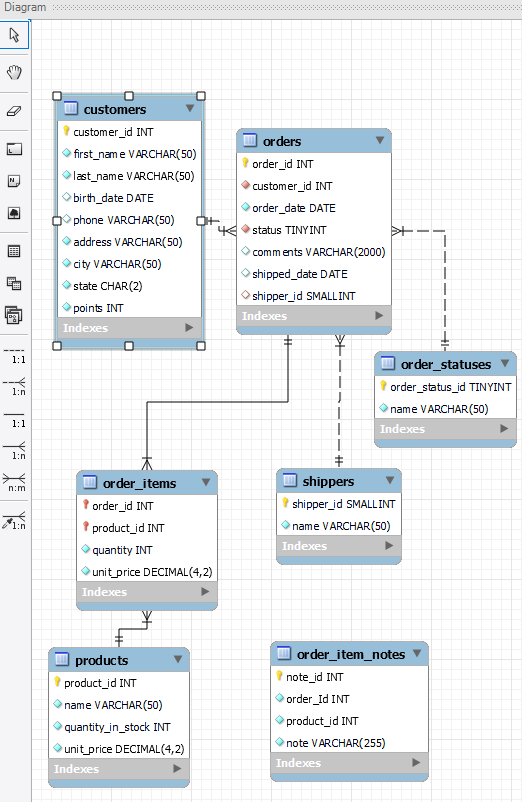 Diagram
customers
customer_id INT
first_name VARCHAR(50)
last_name VARCHAR(50)
birth_date DATE
phone VARCHAR(50)
address VARCHAR(50)
city VARCHAR(50)
state CHAR(2)
points INT
Indexes
orders
order_id INT
customer_id INT
order_date DATE
status TINYINT
comments VARCHAR(2000)
shipped_date DATE
shipper_id SMALLINT
Indexes
order_statuses
order_status_id TINYINT
name VARCHAR(50)
Indexes
order_items
order_id INT
product_id INT
quantity INT
unit_price DECIMAL(4,2)
Indexes
shippers
shipper_id SMALLINT
name VARCHAR(50)
Indexes
products
product_id INT
name VARCHAR(50)
quantity_in_stock INT
unit_price DECIMAL(4,2)
Indexes
order_item_notes
note_id INT
order_Id INT
product_id INT
note VARCHAR(255)
Indexes
1:1
1:n
1:1
1:n
n:m
1:n